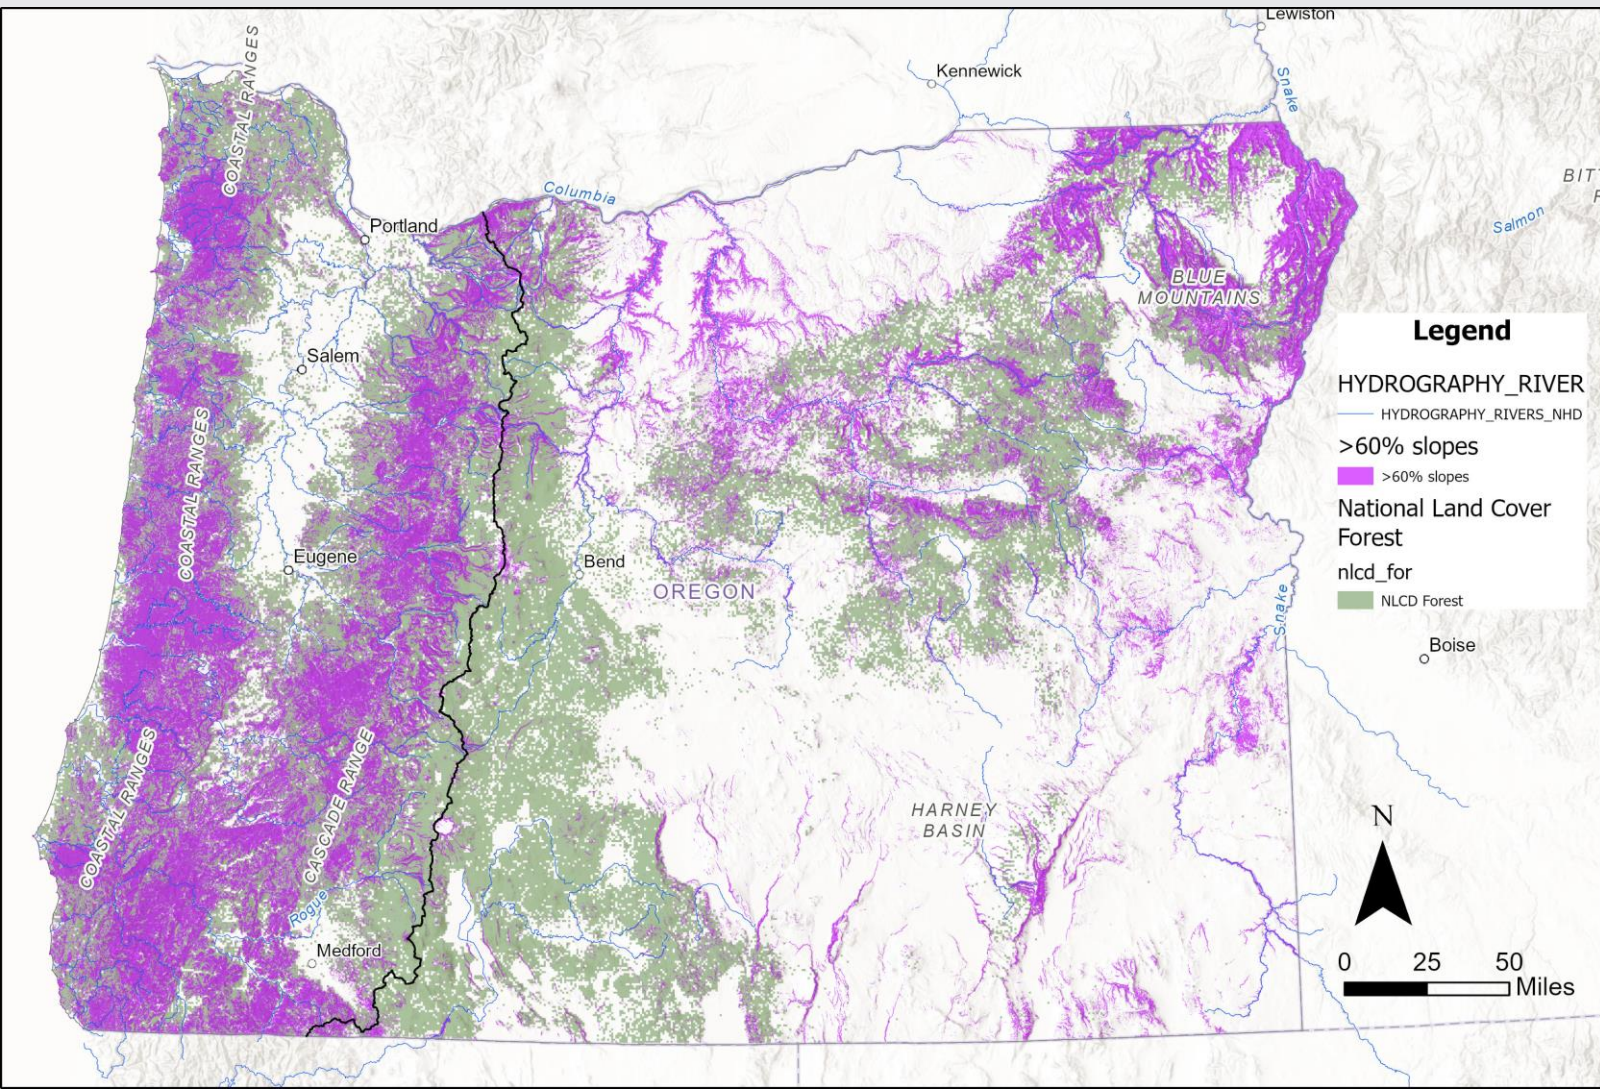 Lewiston
COASTAL RANGES
Kennewick
Snake
BITT
Columbia
Salmon
Portland
BLUE
MOUNTAINS
Legend
Salem
HYDROGRAPHY_RIVER
HYDROGRAPHY_RIVERS_NHD
COASTAL RANGES
>60% slopes
>60% slopes
National Land Cover
Forest
Eugene
Bend
nlcd_for
OREGON
NLCD Forest
Snake
Boise
COASTAL RANGES
CASCADE RANGE
HARNEY
BASIN
N
Rogue
Medford
0 25 50
Miles